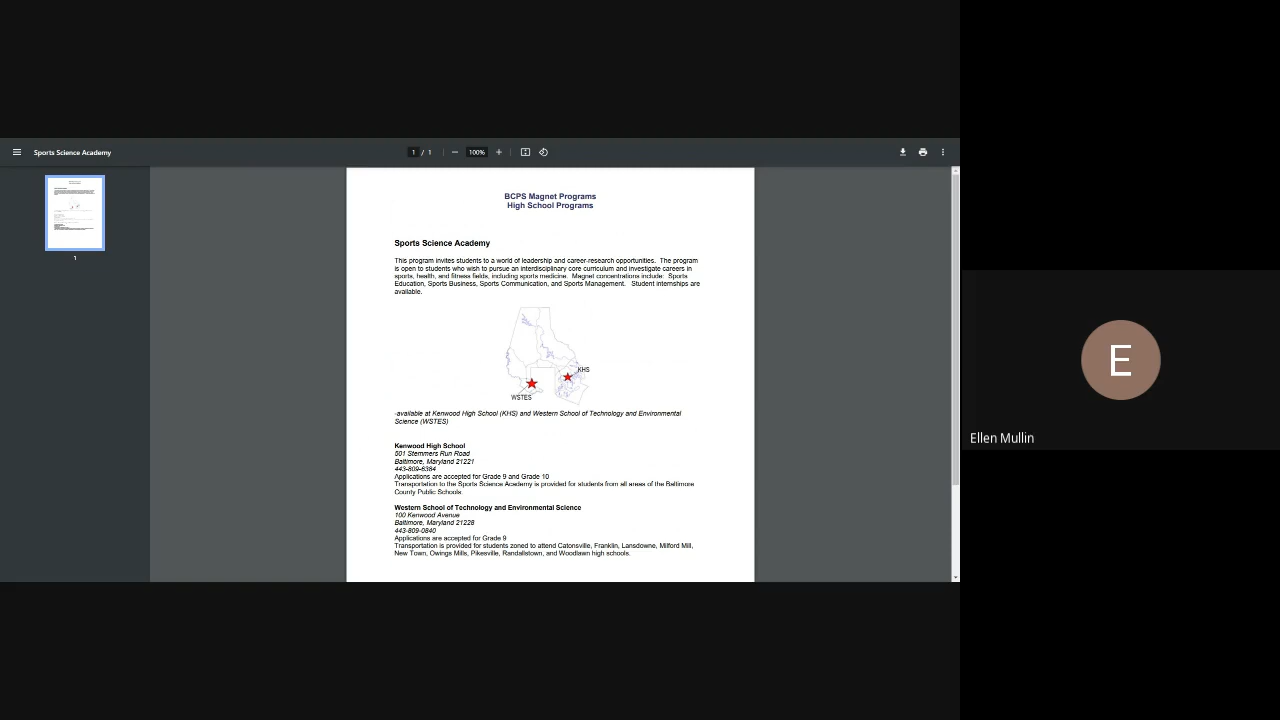 Sports Science Academy
1 / 1
100%
1
BCPS Magnet Programs
High School Programs
Sports Science Academy
This program invites students to a world of leadership and career-research opportunities. The program
is open to students who wish to pursue an interdisciplinary core curriculum and investigate careers in
sports, health, and fitness fields, including sports medicine. Magnet concentrations include: Sports
Education, Sports Business, Sports Communication, and Sports Management. Student internships are
available.
KHS
WSTES
-available at Kenwood High School (KHS) and Western School of Technology and Environmental
Science (WSTES)
Kenwood High School
501 Stemmers Run Road
Baltimore, Maryland 21221
443-809-6384
Applications are accepted for Grade 9 and Grade 10
Transportation to the Sports Science Academy is provided for students from all areas of the Baltimore
County Public Schools.
Western School of Technology and Environmental Science
100 Kenwood Avenue
Baltimore, Maryland 21228
443-809-0840
Applications are accepted for Grade 9
Transportation is provided for students zoned to attend Catonsville, Franklin, Lansdowne, Milford Mill,
New Town, Owings Mills, Pikesville, Randallstown, and Woodlawn high schools.
E
Ellen Mullin